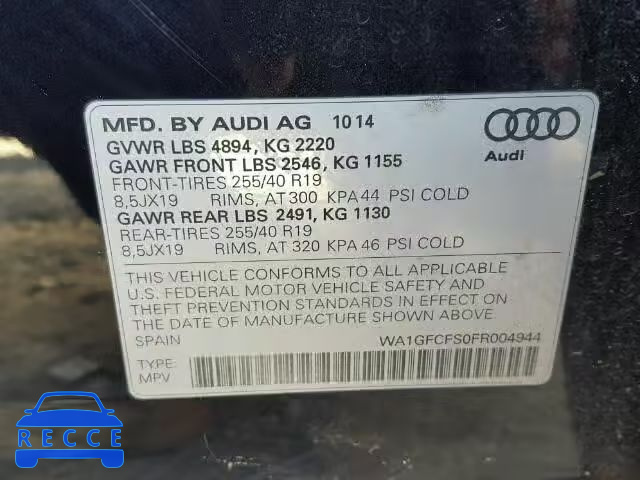 MFD. BY AUDI AG 1014
GVWR LBS 4894, KG 2220
GAWR FRONT LBS 2546, KG 1155
FRONT-TIRES 255/40 R19
8,5JX19 RIMS, AT 300 KPA 44 PSI COLD
GAWR REAR LBS 2491, KG 1130
REAR-TIRES 255/40 R19
8,5JX19 RIMS, AT 320 KPA 46 PSI COLD
THIS VEHICLE CONFORMS TO ALL APPLICABLE
U.S. FEDERAL MOTOR VEHICLE SAFETY AND
THEFT PREVENTION STANDARDS IN EFFECT ON
THE DATE OF MANUFACTURE SHOWN ABOVE.
SPAIN WA1GFCFS0FR004944
TYPE:
MPV
Audi
RECCE